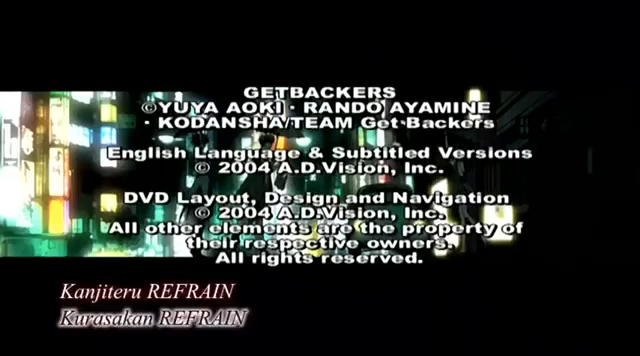 GETBACKERS
©YUYA AOKI · RANDO AYAMINE
· KODANSHA/TEAM Get Backers
English Language & Subtitled Versions
© 2004 A.D.Vision, Inc.
DVD Layout, Design and Navigation
© 2004 A.D.Vision, Inc.
All other elements are the property of
their respective owners.
All rights reserved.
Kanjiteru REFRAIN
Kurasakan REFRAIN